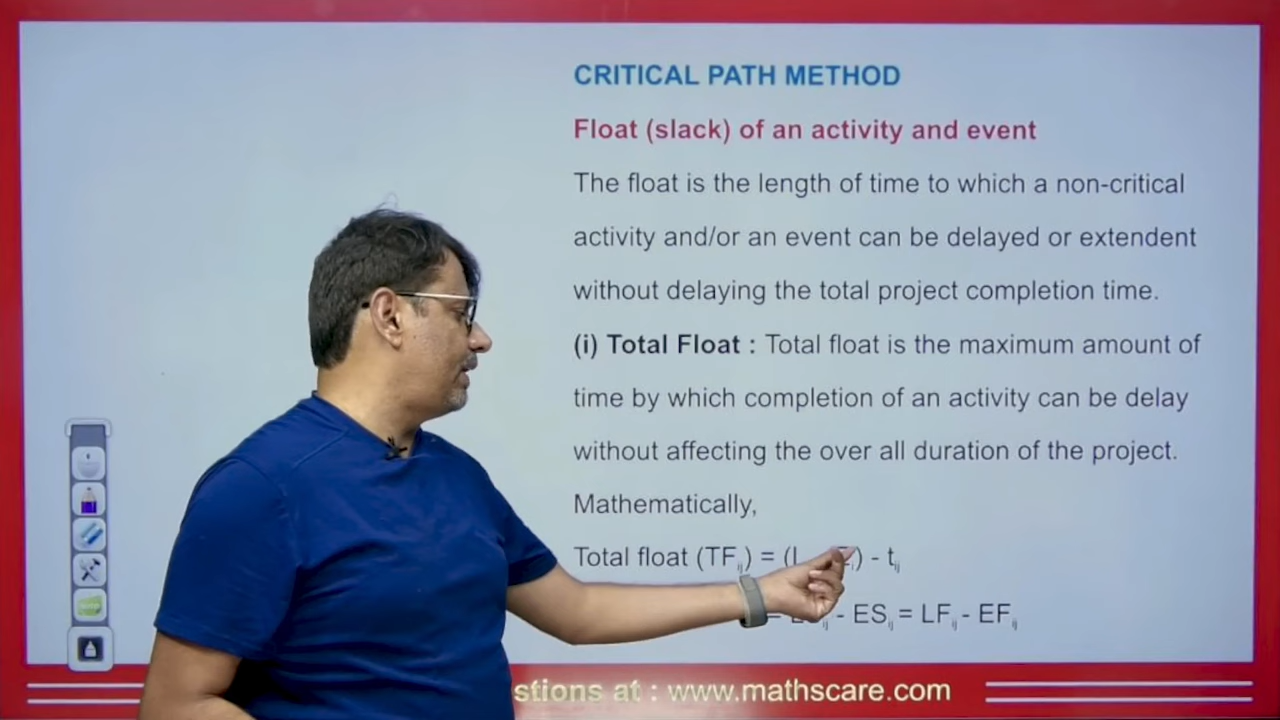 CRITICAL PATH METHOD
Float (slack) of an activity and event
The float is the length of time to which a non-critical
activity and/or an event can be delayed or extendent
without delaying the total project completion time.
(i) Total Float : Total float is the maximum amount of
time by which completion of an activity can be delay
without affecting the over all duration of the project.
Mathematically,
Total float (TFij) = (L E ) - tij
= L ij - ESij = LFij - EFij
stions at : www.mathscare.com